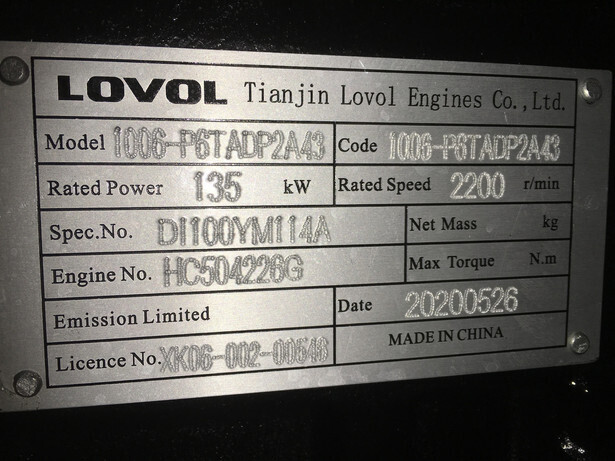 LOVOL Tianjin Lovol Engines Co.,Ltd.
Model 1006-P6TADP2A43 Code 1006-P6TADP2A43
Rated Power 135 kW Rated Speed 2200 r/min
Spec.No. DI100YM114A Net Mass kg
Engine No. HC504226G Max Torque N.m
Emission Limited Date 20200526
Licence No. XK06-002-00546 MADE IN CHINA